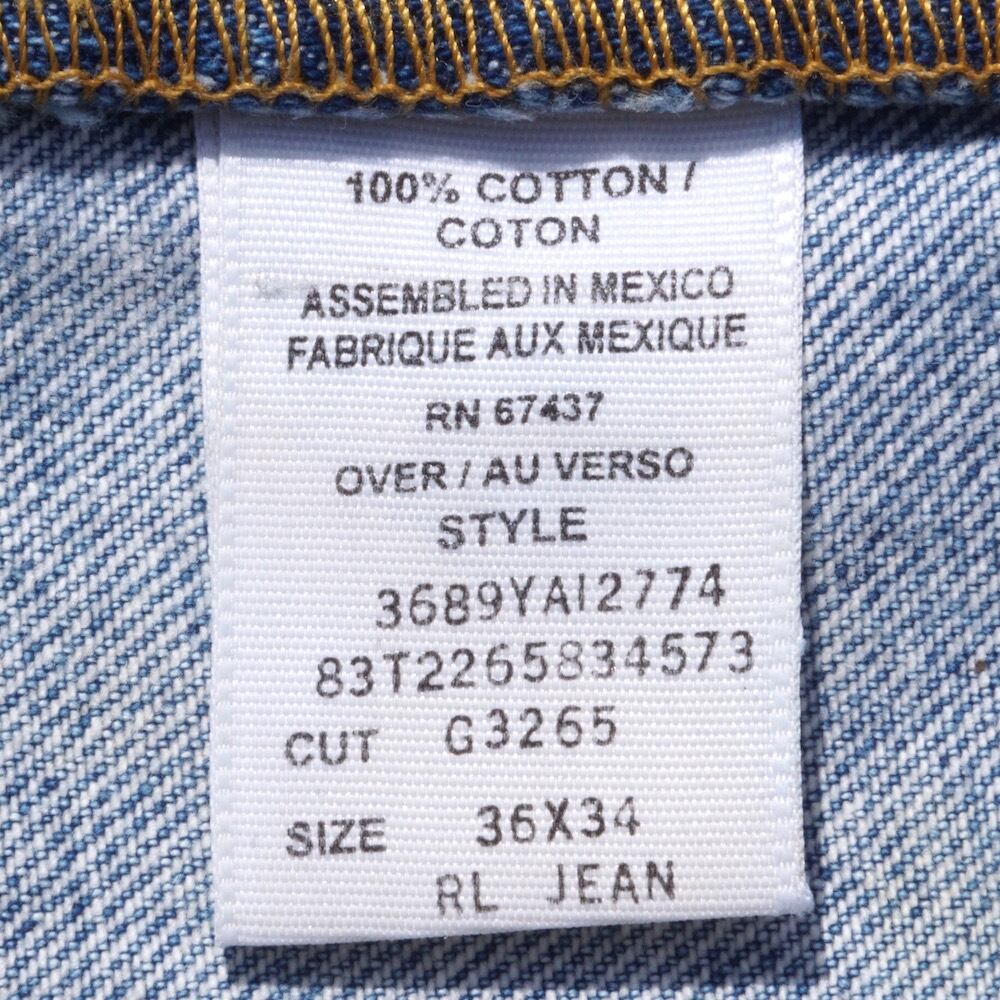 100% COTTON /
COTON
ASSEMBLED IN MEXICO
FABRIQUE AUX MEXIQUE
RN 67437
OVER / AU VERSO
STYLE
3689YAI2774
83T2265834573
CUT G3265
SIZE 36X34
RL JEAN